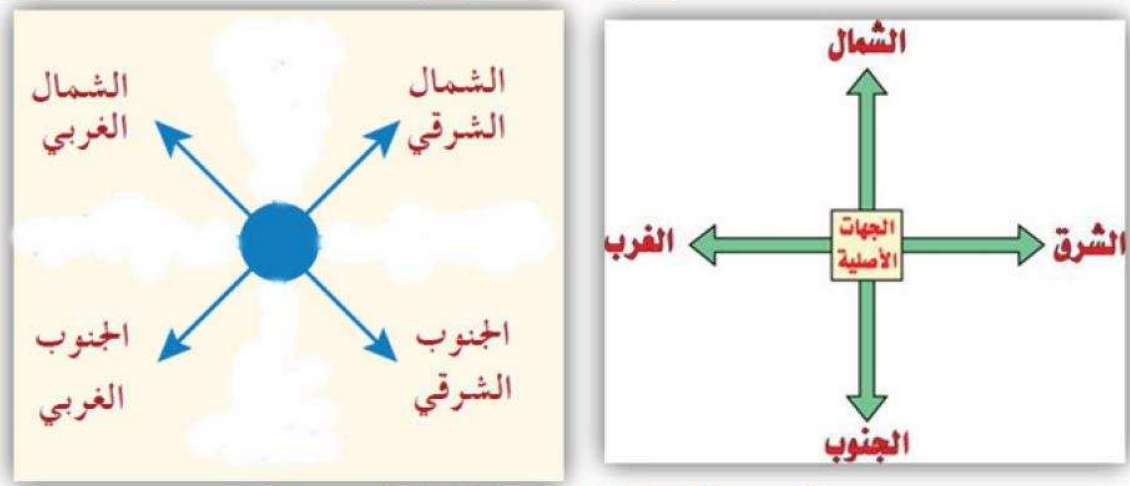 الشمال
الجهات
الأصلية
الشرق
الغرب
الجنوب
الشمال
الشرقي
الشمال
الغربي
الجنوب
الشرقي
الجنوب
الغربي